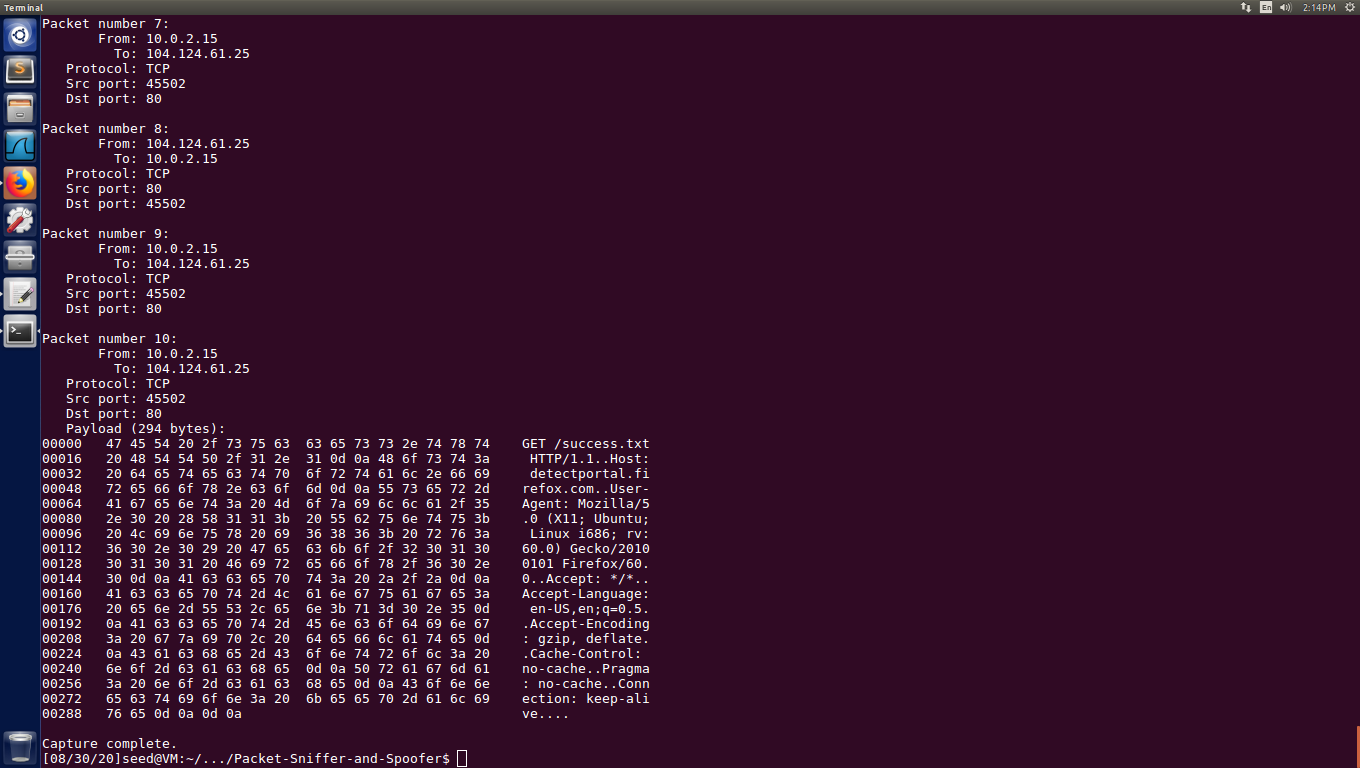 Terminal En 2:14PM
Packet number 7:
From: 10.0.2.15
To: 104.124.61.25
Protocol: TCP
Src port: 45502
Dst port: 80
Packet number 8:
From: 104.124.61.25
To: 10.0.2.15
Protocol: TCP
Src port: 80
Dst port: 45502
Packet number 9:
From: 10.0.2.15
To: 104.124.61.25
Protocol: TCP
Src port: 45502
Dst port: 80
Packet number 10:
From: 10.0.2.15
To: 104.124.61.25
Protocol: TCP
Src port: 45502
Dst port: 80
Payload (294 bytes):
00000 47 45 54 20 2f 73 75 63 63 65 73 73 2e 74 78 74 GET /success.txt
00016 20 48 54 54 50 2f 31 2e 31 0d 0a 48 6f 73 74 3a HTTP/1.1..Host:
00032 20 64 65 74 65 63 74 70 6f 72 74 61 6c 2e 66 69 detectportal.fi
00048 72 65 66 6f 78 2e 63 6f 6d 0d 0a 55 73 65 72 2d refox.com..User-
00064 41 67 65 6e 74 3a 20 4d 6f 7a 69 6c 6c 61 2f 35 Agent: Mozilla/5
00080 2e 30 20 28 58 31 31 3b 20 55 62 75 6e 74 75 3b .0 (X11; Ubuntu;
00096 20 4c 69 6e 75 78 20 69 36 38 36 3b 20 72 76 3a Linux i686; rv:
00112 36 30 2e 30 29 20 47 65 63 6b 6f 2f 32 30 31 30 60.0) Gecko/2010
00128 30 31 30 31 20 46 69 72 65 66 6f 78 2f 36 30 2e 0101 Firefox/60.
00144 30 0d 0a 41 63 63 65 70 74 3a 20 2a 2f 2a 0d 0a 0..Accept: */*..
00160 41 63 63 65 70 74 2d 4c 61 6e 67 75 61 67 65 3a Accept-Language:
00176 20 65 6e 2d 55 53 2c 65 6e 3b 71 3d 30 2e 35 0d en-US,en;q=0.5.
00192 0a 41 63 63 65 70 74 2d 45 6e 63 6f 64 69 6e 67 .Accept-Encoding
00208 3a 20 67 7a 69 70 2c 20 64 65 66 6c 61 74 65 0d : gzip, deflate.
00224 0a 43 61 63 68 65 2d 43 6f 6e 74 72 6f 6c 3a 20 .Cache-Control:
00240 6e 6f 2d 63 61 63 68 65 0d 0a 50 72 61 67 6d 61 no-cache..Pragma
00256 3a 20 6e 6f 2d 63 61 63 68 65 0d 0a 43 6f 6e 6e : no-cache..Conn
00272 65 63 74 69 6f 6e 3a 20 6b 65 65 70 2d 61 6c 69 ection: keep-ali
00288 76 65 0d 0a 0d 0a ve....
Capture complete.
[08/30/20]seed@VM:~/.../Packet-Sniffer-and-Spoofer$